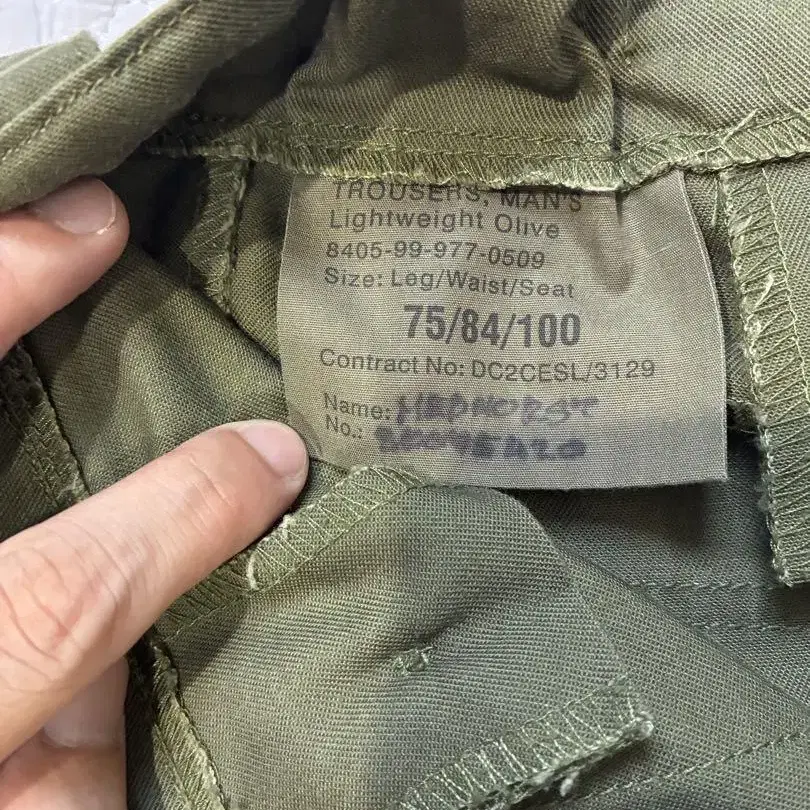 TROUSERS, MAN'S
Lightweight Olive
8405-99-977-0509
Size: Leg/Waist/Seat
75/84/100
Contract No: DC2CESL/3129
Name:
No.: